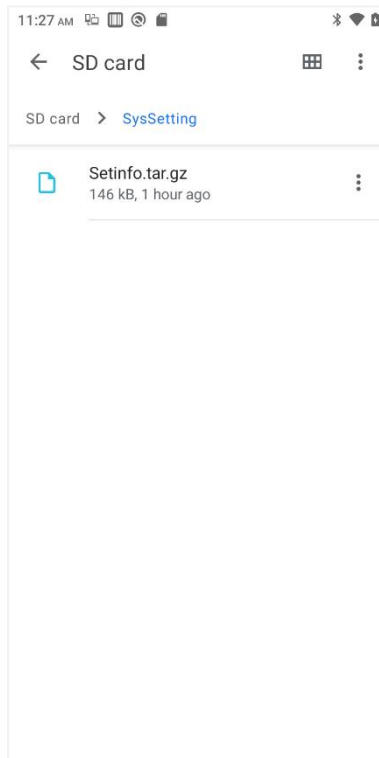 11:27 AM
SD card
SD card > SysSetting
Setinfo.tar.gz
146 kB, 1 hour ago